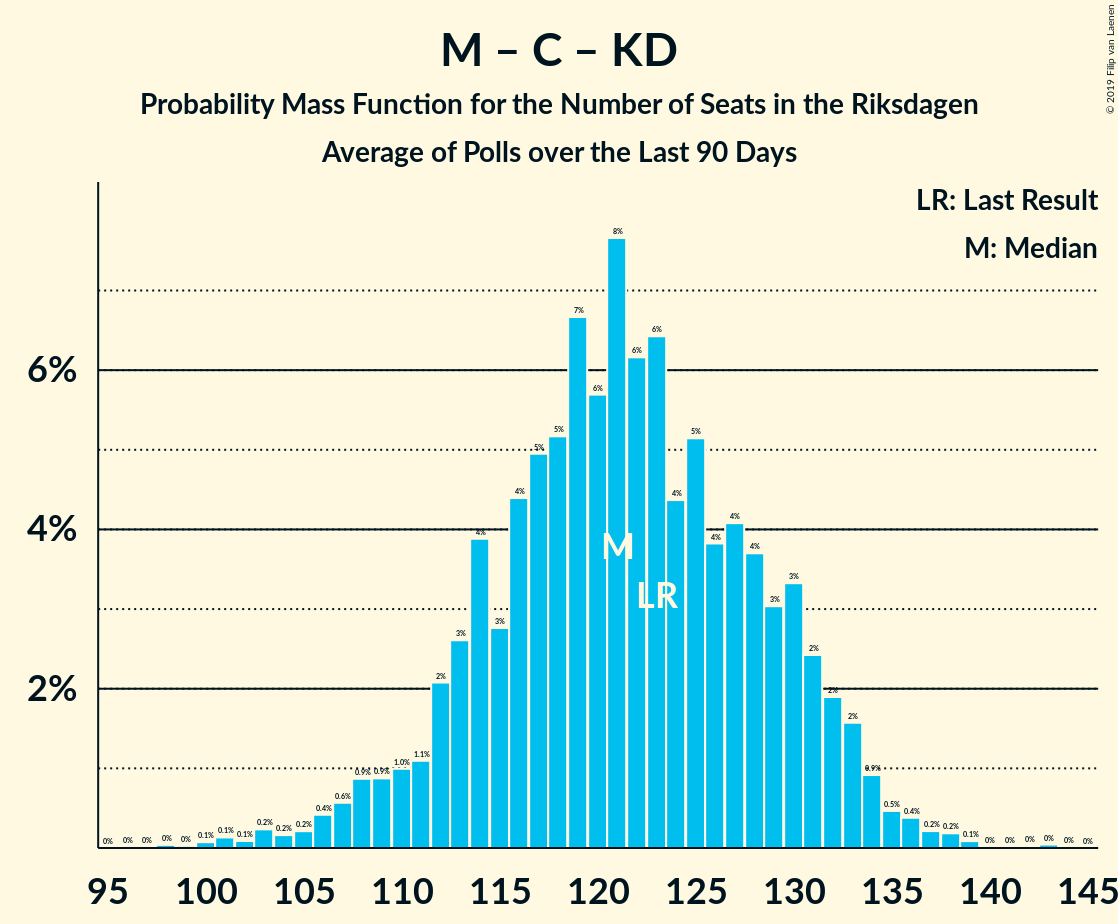 M – C – KD
Probability Mass Function for the Number of Seats in the Riksdagen
Average of Polls over the Last 90 Days
© 2019 Filip van Laenen
LR: Last Result
M: Median
6%
4%
2%
0% 0% 0% 0% 0% 0.1% 0.1% 0.1% 0.2% 0.2% 0.2% 0.4% 0.6% 0.9% 0.9% 1.0% 1.1% 2% 3% 4% 3% 4% 5% 5% 7% 6% 8% 6% 6% 4% 5% 4% 4% 4% 3% 3% 2% 2% 2% 0.9% 0.5% 0.4% 0.2% 0.2% 0.1% 0% 0% 0% 0% 0% 0%
M
LR
95 100 105 110 115 120 125 130 135 140 145